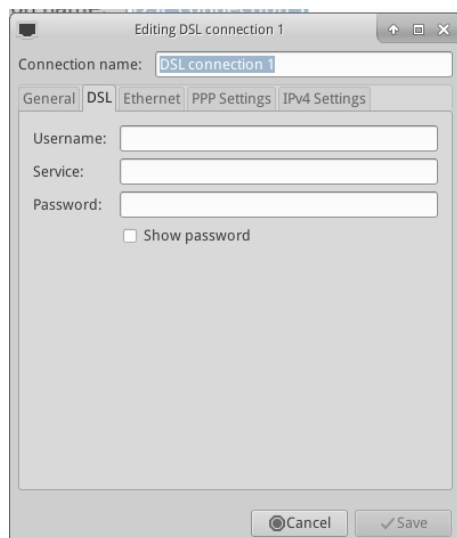 Editing DSL connection 1
Connection name: DSL connection 1
General DSL Ethernet PPP Settings IPv4 Settings
Username:
Service:
Password:
Show password
Cancel Save